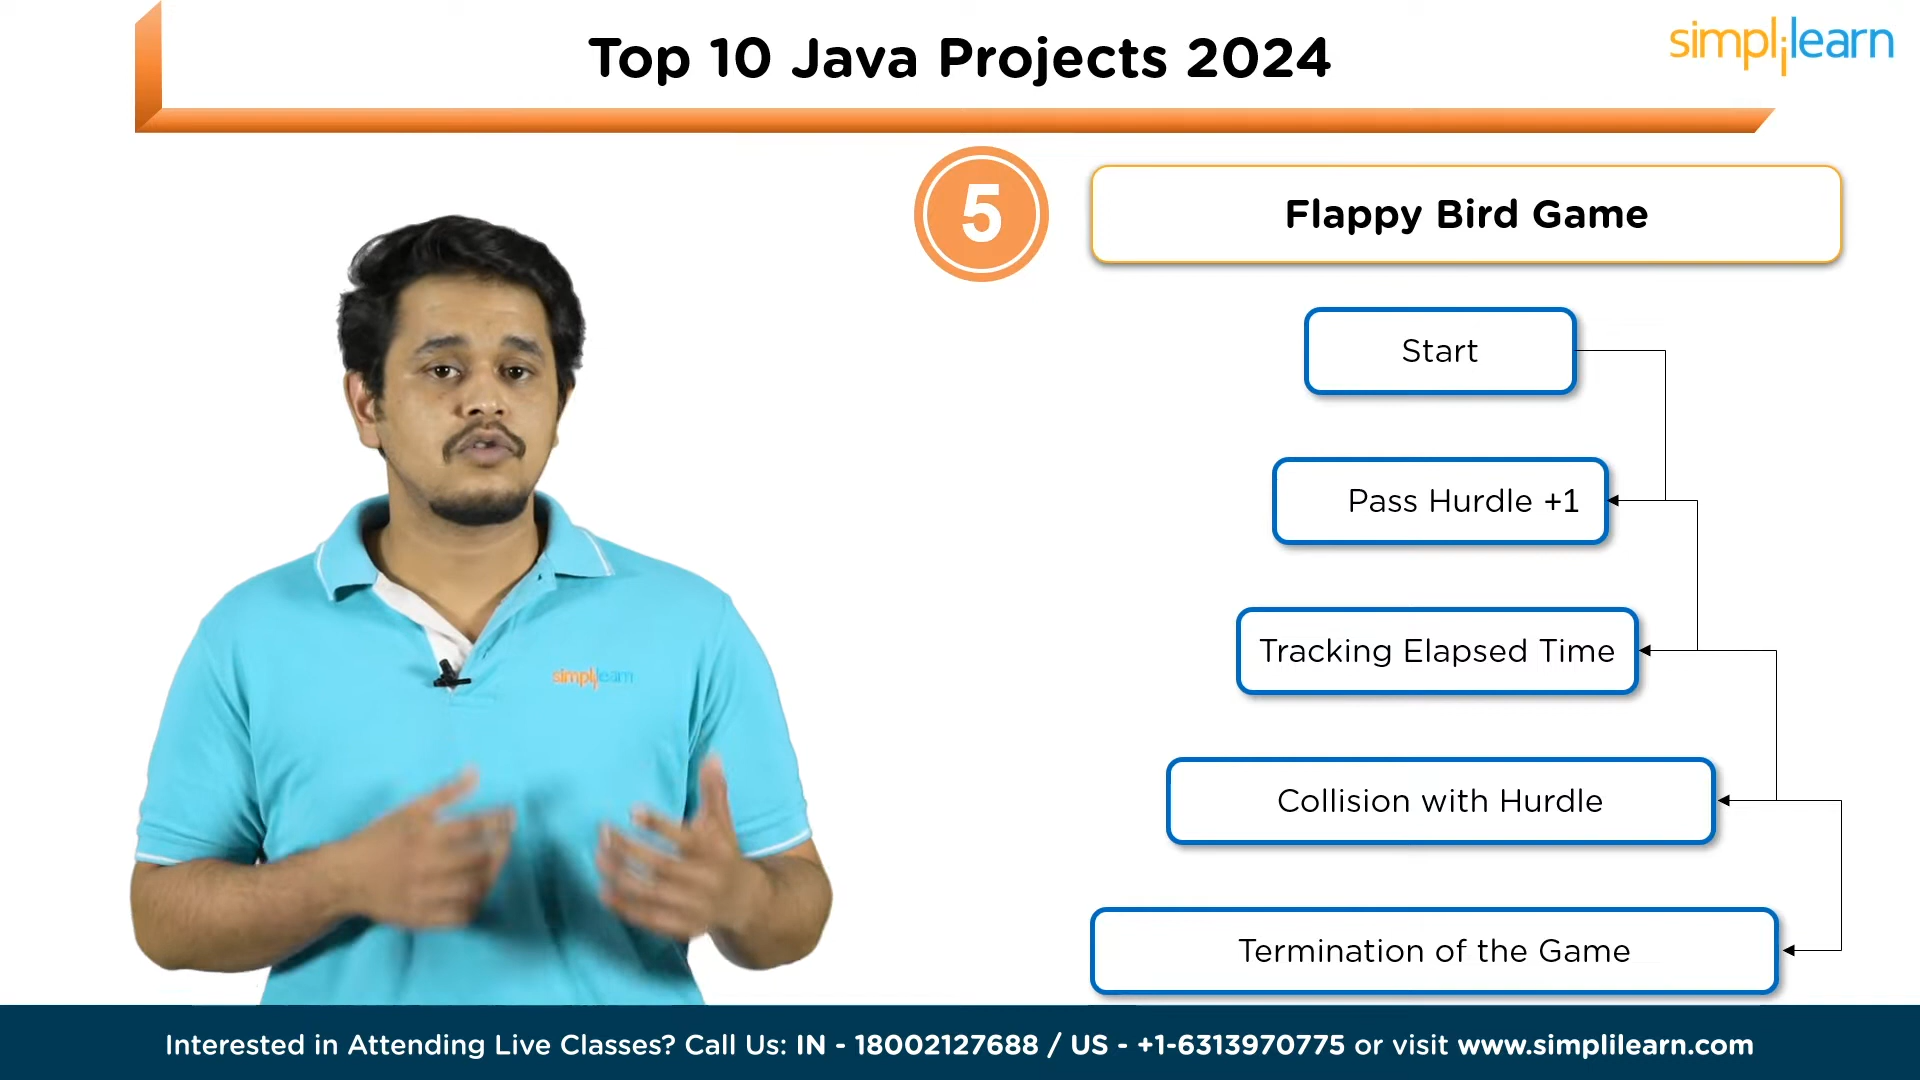 Top 10 Java Projects 2024
simplilearn
5
Flappy Bird Game
Start
Pass Hurdle +1
Tracking Elapsed Time
simplilearn
Collision with Hurdle
Termination of the Game
Interested in Attending Live Classes? Call Us: IN - 18002127688 / US - +1-6313970775 or visit www.simplilearn.com